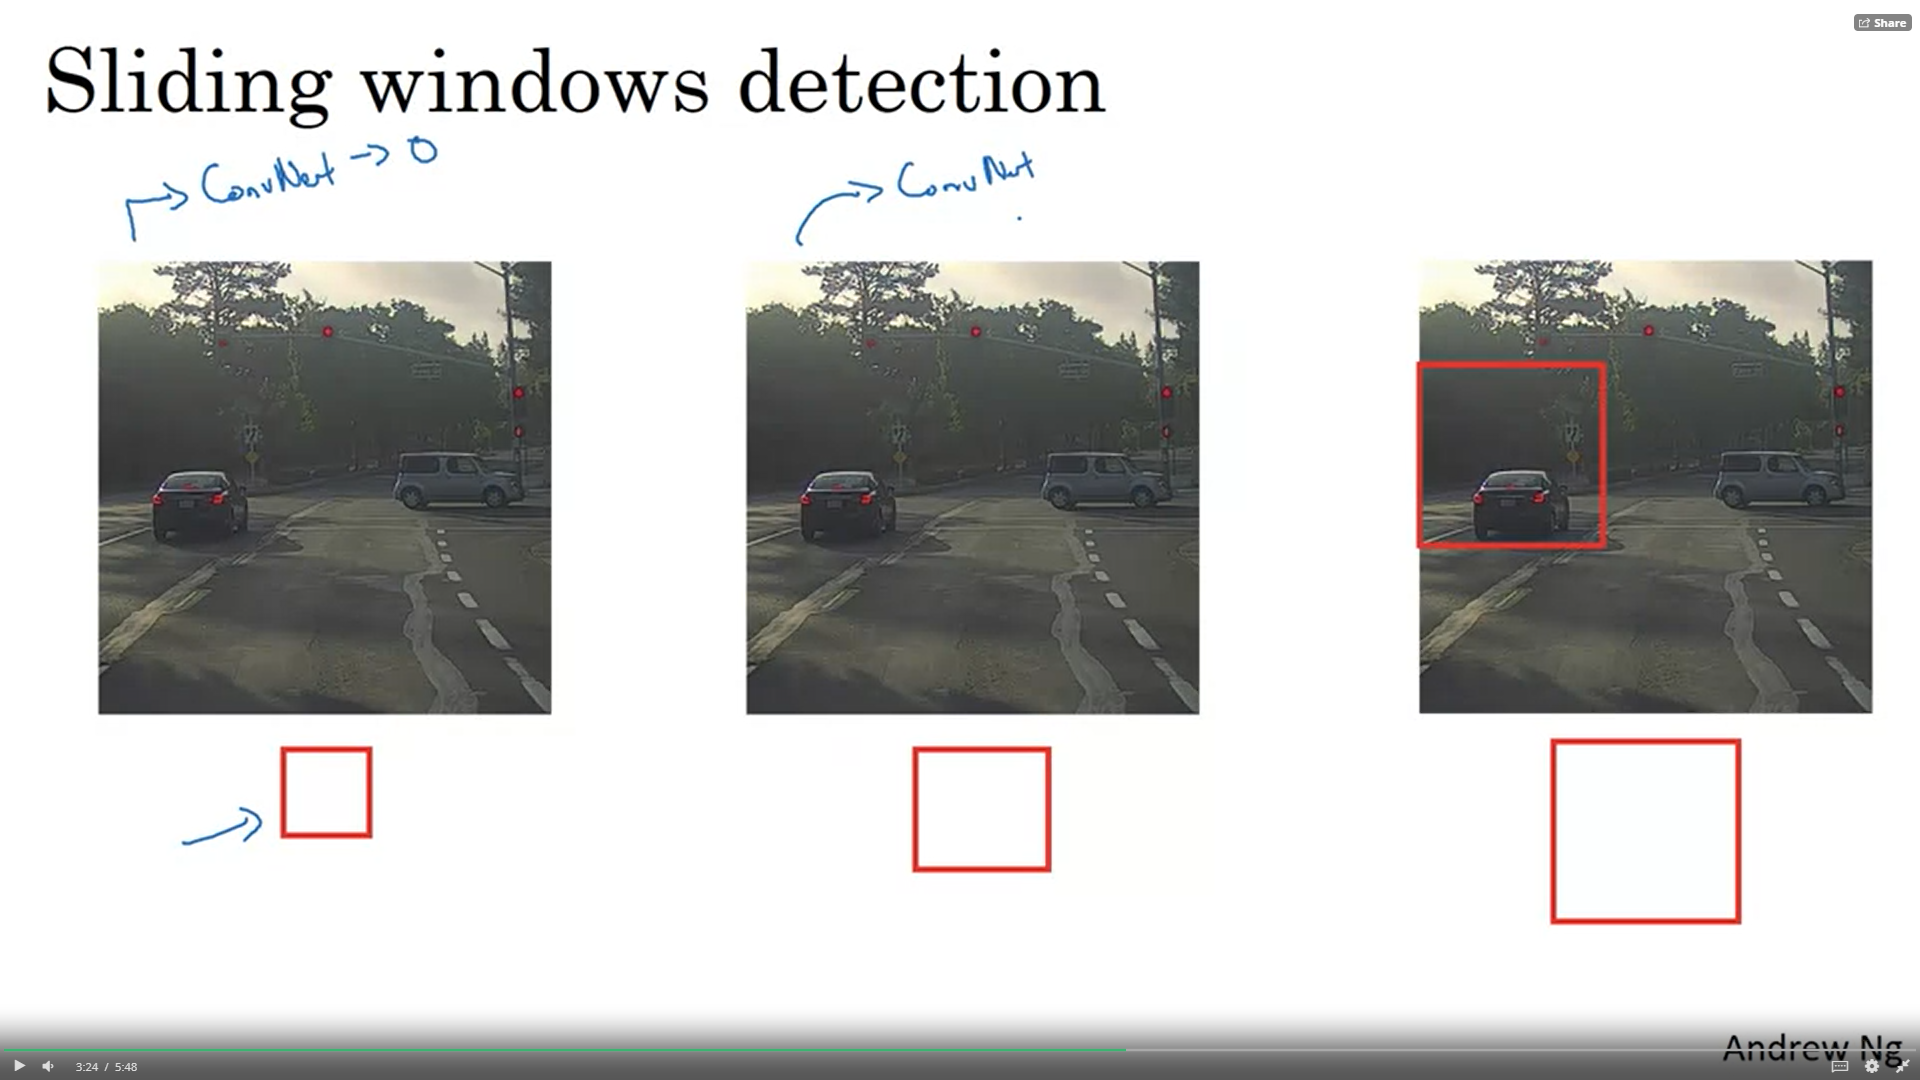 Share
Sliding windows detection
ConvNet → 0
ConvNet
Andrew Ng
3:24 / 5:48